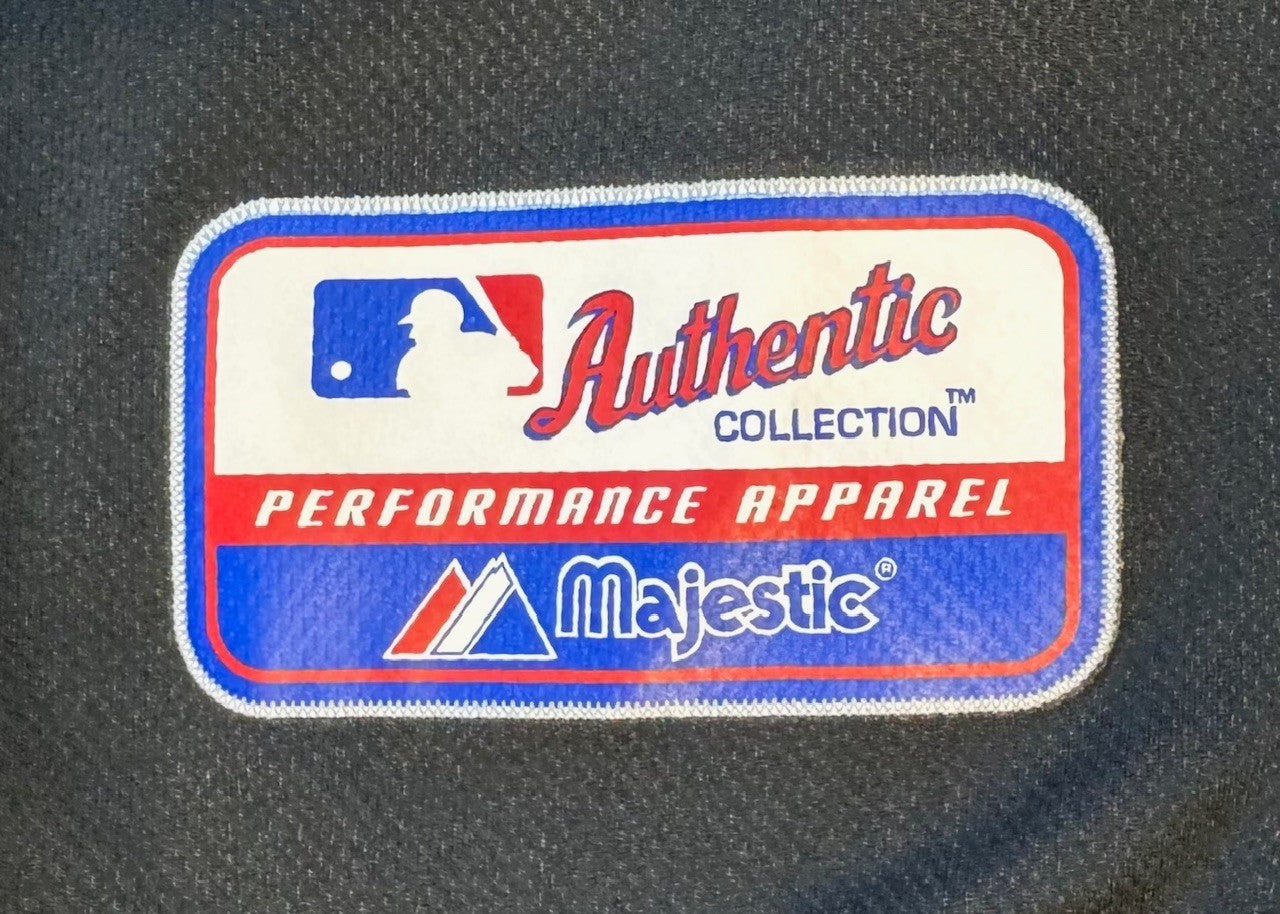 Authentic
COLLECTION™
PERFORMANCE APPAREL
Majestic®